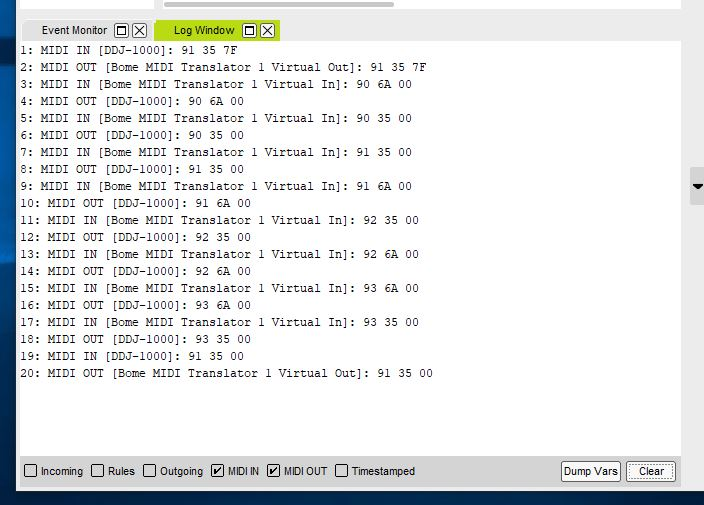 Event Monitor
Log Window
1: MIDI IN [DDJ-1000]: 91 35 7F
2: MIDI OUT [Bome MIDI Translator 1 Virtual Out]: 91 35 7F
3: MIDI IN [Bome MIDI Translator 1 Virtual In]: 90 6A 00
4: MIDI OUT [DDJ-1000]: 90 6A 00
5: MIDI IN [Bome MIDI Translator 1 Virtual In]: 90 35 00
6: MIDI OUT [DDJ-1000]: 90 35 00
7: MIDI IN [Bome MIDI Translator 1 Virtual In]: 91 35 00
8: MIDI OUT [DDJ-1000]: 91 35 00
9: MIDI IN [Bome MIDI Translator 1 Virtual In]: 91 6A 00
10: MIDI OUT [DDJ-1000]: 91 6A 00
11: MIDI IN [Bome MIDI Translator 1 Virtual In]: 92 35 00
12: MIDI OUT [DDJ-1000]: 92 35 00
13: MIDI IN [Bome MIDI Translator 1 Virtual In]: 92 6A 00
14: MIDI OUT [DDJ-1000]: 92 6A 00
15: MIDI IN [Bome MIDI Translator 1 Virtual In]: 93 6A 00
16: MIDI OUT [DDJ-1000]: 93 6A 00
17: MIDI IN [Bome MIDI Translator 1 Virtual In]: 93 35 00
18: MIDI OUT [DDJ-1000]: 93 35 00
19: MIDI IN [DDJ-1000]: 91 35 00
20: MIDI OUT [Bome MIDI Translator 1 Virtual Out]: 91 35 00
Incoming Rules Outgoing MIDI IN MIDI OUT Timestamped Dump Vars Clear